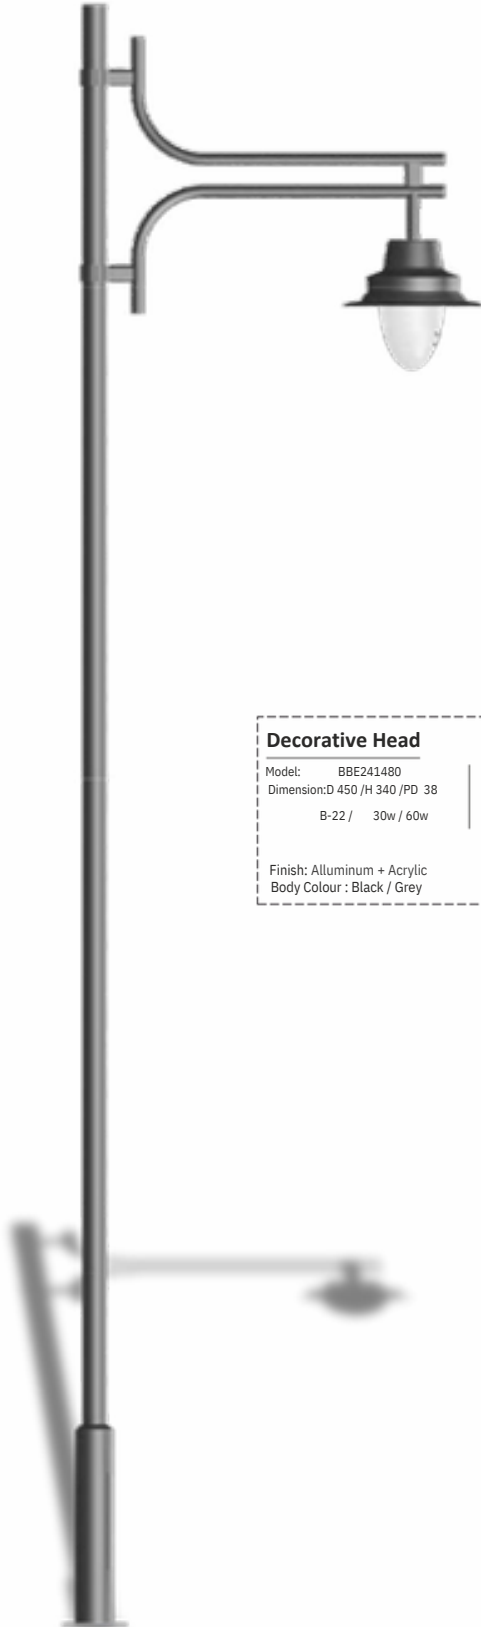 Decorative Head
Model: BBE241480
Dimension:D 450 /H 340 /PD 38
B-22 / 30w / 60w
Finish: Alluminum + Acrylic
Body Colour : Black / Grey